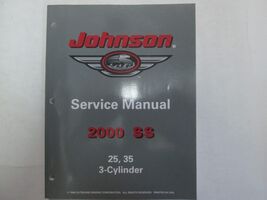 Johnson
Service Manual
2000 SS
25, 35
3-Cylinder